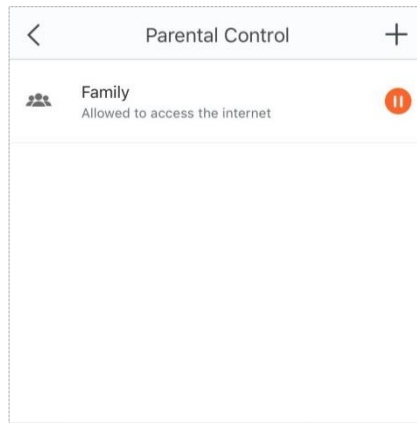 Parental Control
Family
Allowed to access the internet